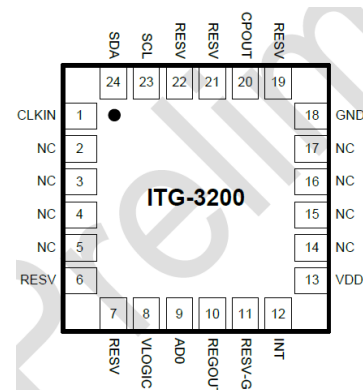 SDA SCL RESV RESV CPOUT RESV
24 23 22 21 20 19
CLKIN 1 18 GND
NC 2 17 NC
NC 3 16 NC
ITG-3200
NC 4 15 NC
NC 5 14 NC
RESV 6 13 VDD
7 8 9 10 11 12
RESV VLOGIC AD0 REGOUT RESV-G INT
Prelim